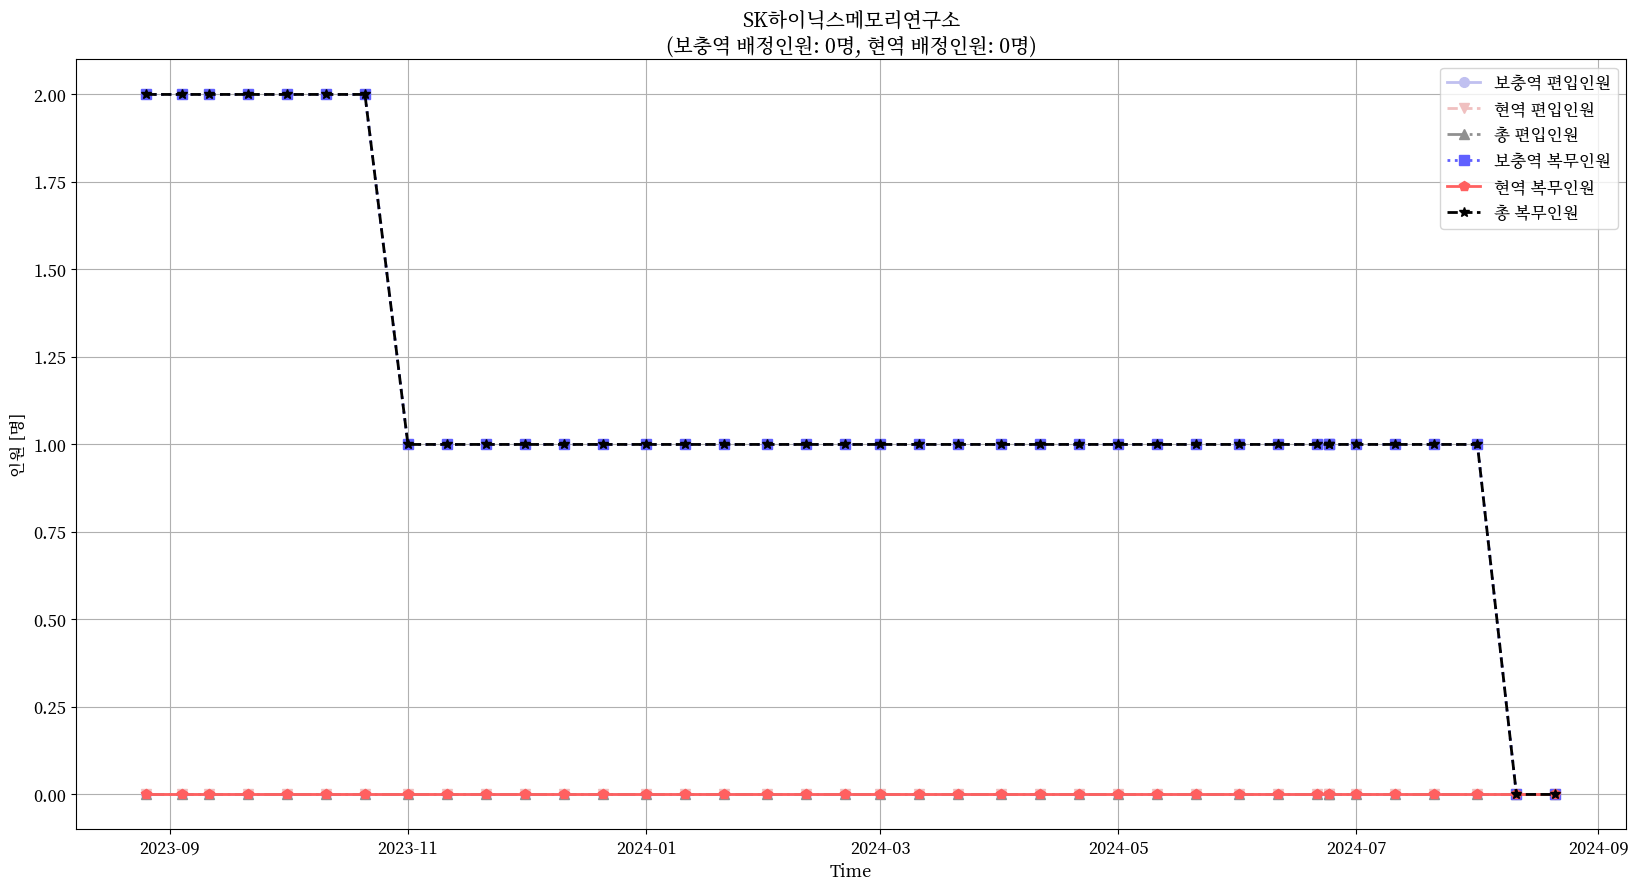 SK하이닉스메모리연구소
(보충역 배정인원: 0명, 현역 배정인원: 0명)
보충역 편입인원
현역 편입인원
총 편입인원
보충역 복무인원
현역 복무인원
총 복무인원
인원 [명]
2.00
1.75
1.50
1.25
1.00
0.75
0.50
0.25
0.00
2023-09
2023-11
2024-01
2024-03
2024-05
2024-07
2024-09
Time